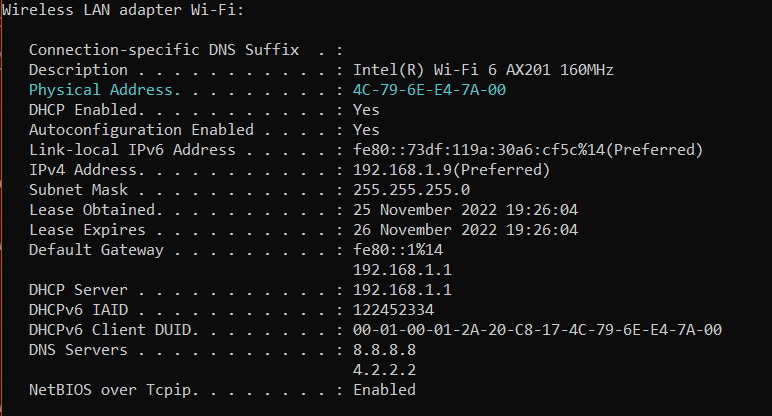 Wireless LAN adapter Wi-Fi:
Connection-specific DNS Suffix  . :
Description . . . . . . . . . . . : Intel(R) Wi-Fi 6 AX201 160MHz
Physical Address. . . . . . . . . : 4C-79-6E-E4-7A-00
DHCP Enabled. . . . . . . . . . . : Yes
Autoconfiguration Enabled . . . . : Yes
Link-local IPv6 Address . . . . . : fe80::73df:119a:30a6:cf5c%14(Preferred)
IPv4 Address. . . . . . . . . . . : 192.168.1.9(Preferred)
Subnet Mask . . . . . . . . . . . : 255.255.255.0
Lease Obtained. . . . . . . . . . : 25 November 2022 19:26:04
Lease Expires . . . . . . . . . . : 26 November 2022 19:26:04
Default Gateway . . . . . . . . . : fe80::1%14
192.168.1.1
DHCP Server . . . . . . . . . . . : 192.168.1.1
DHCPv6 IAID . . . . . . . . . . . : 122452334
DHCPv6 Client DUID. . . . . . . . : 00-01-00-01-2A-20-C8-17-4C-79-6E-E4-7A-00
DNS Servers . . . . . . . . . . . : 8.8.8.8
4.2.2.2
NetBIOS over Tcpip. . . . . . . . : Enabled